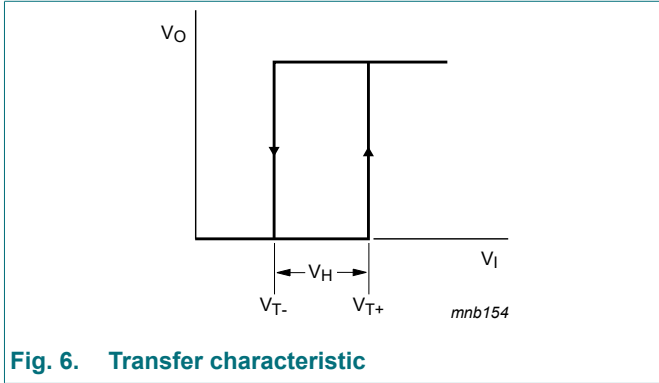 VO
VI
VH
VT-
VT+
mnb154
Fig. 6. Transfer characteristic